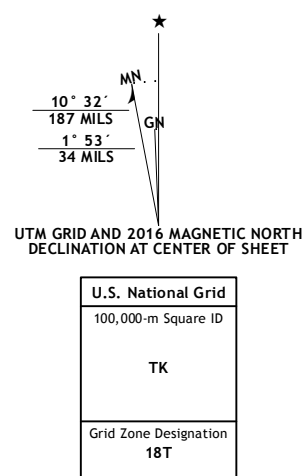 ★
MN
GN
10° 32´
187 MILS
1° 53´
34 MILS
UTM GRID AND 2016 MAGNETIC NORTH
DECLINATION AT CENTER OF SHEET
U.S. National Grid
100,000-m Square ID
TK
Grid Zone Designation
18T